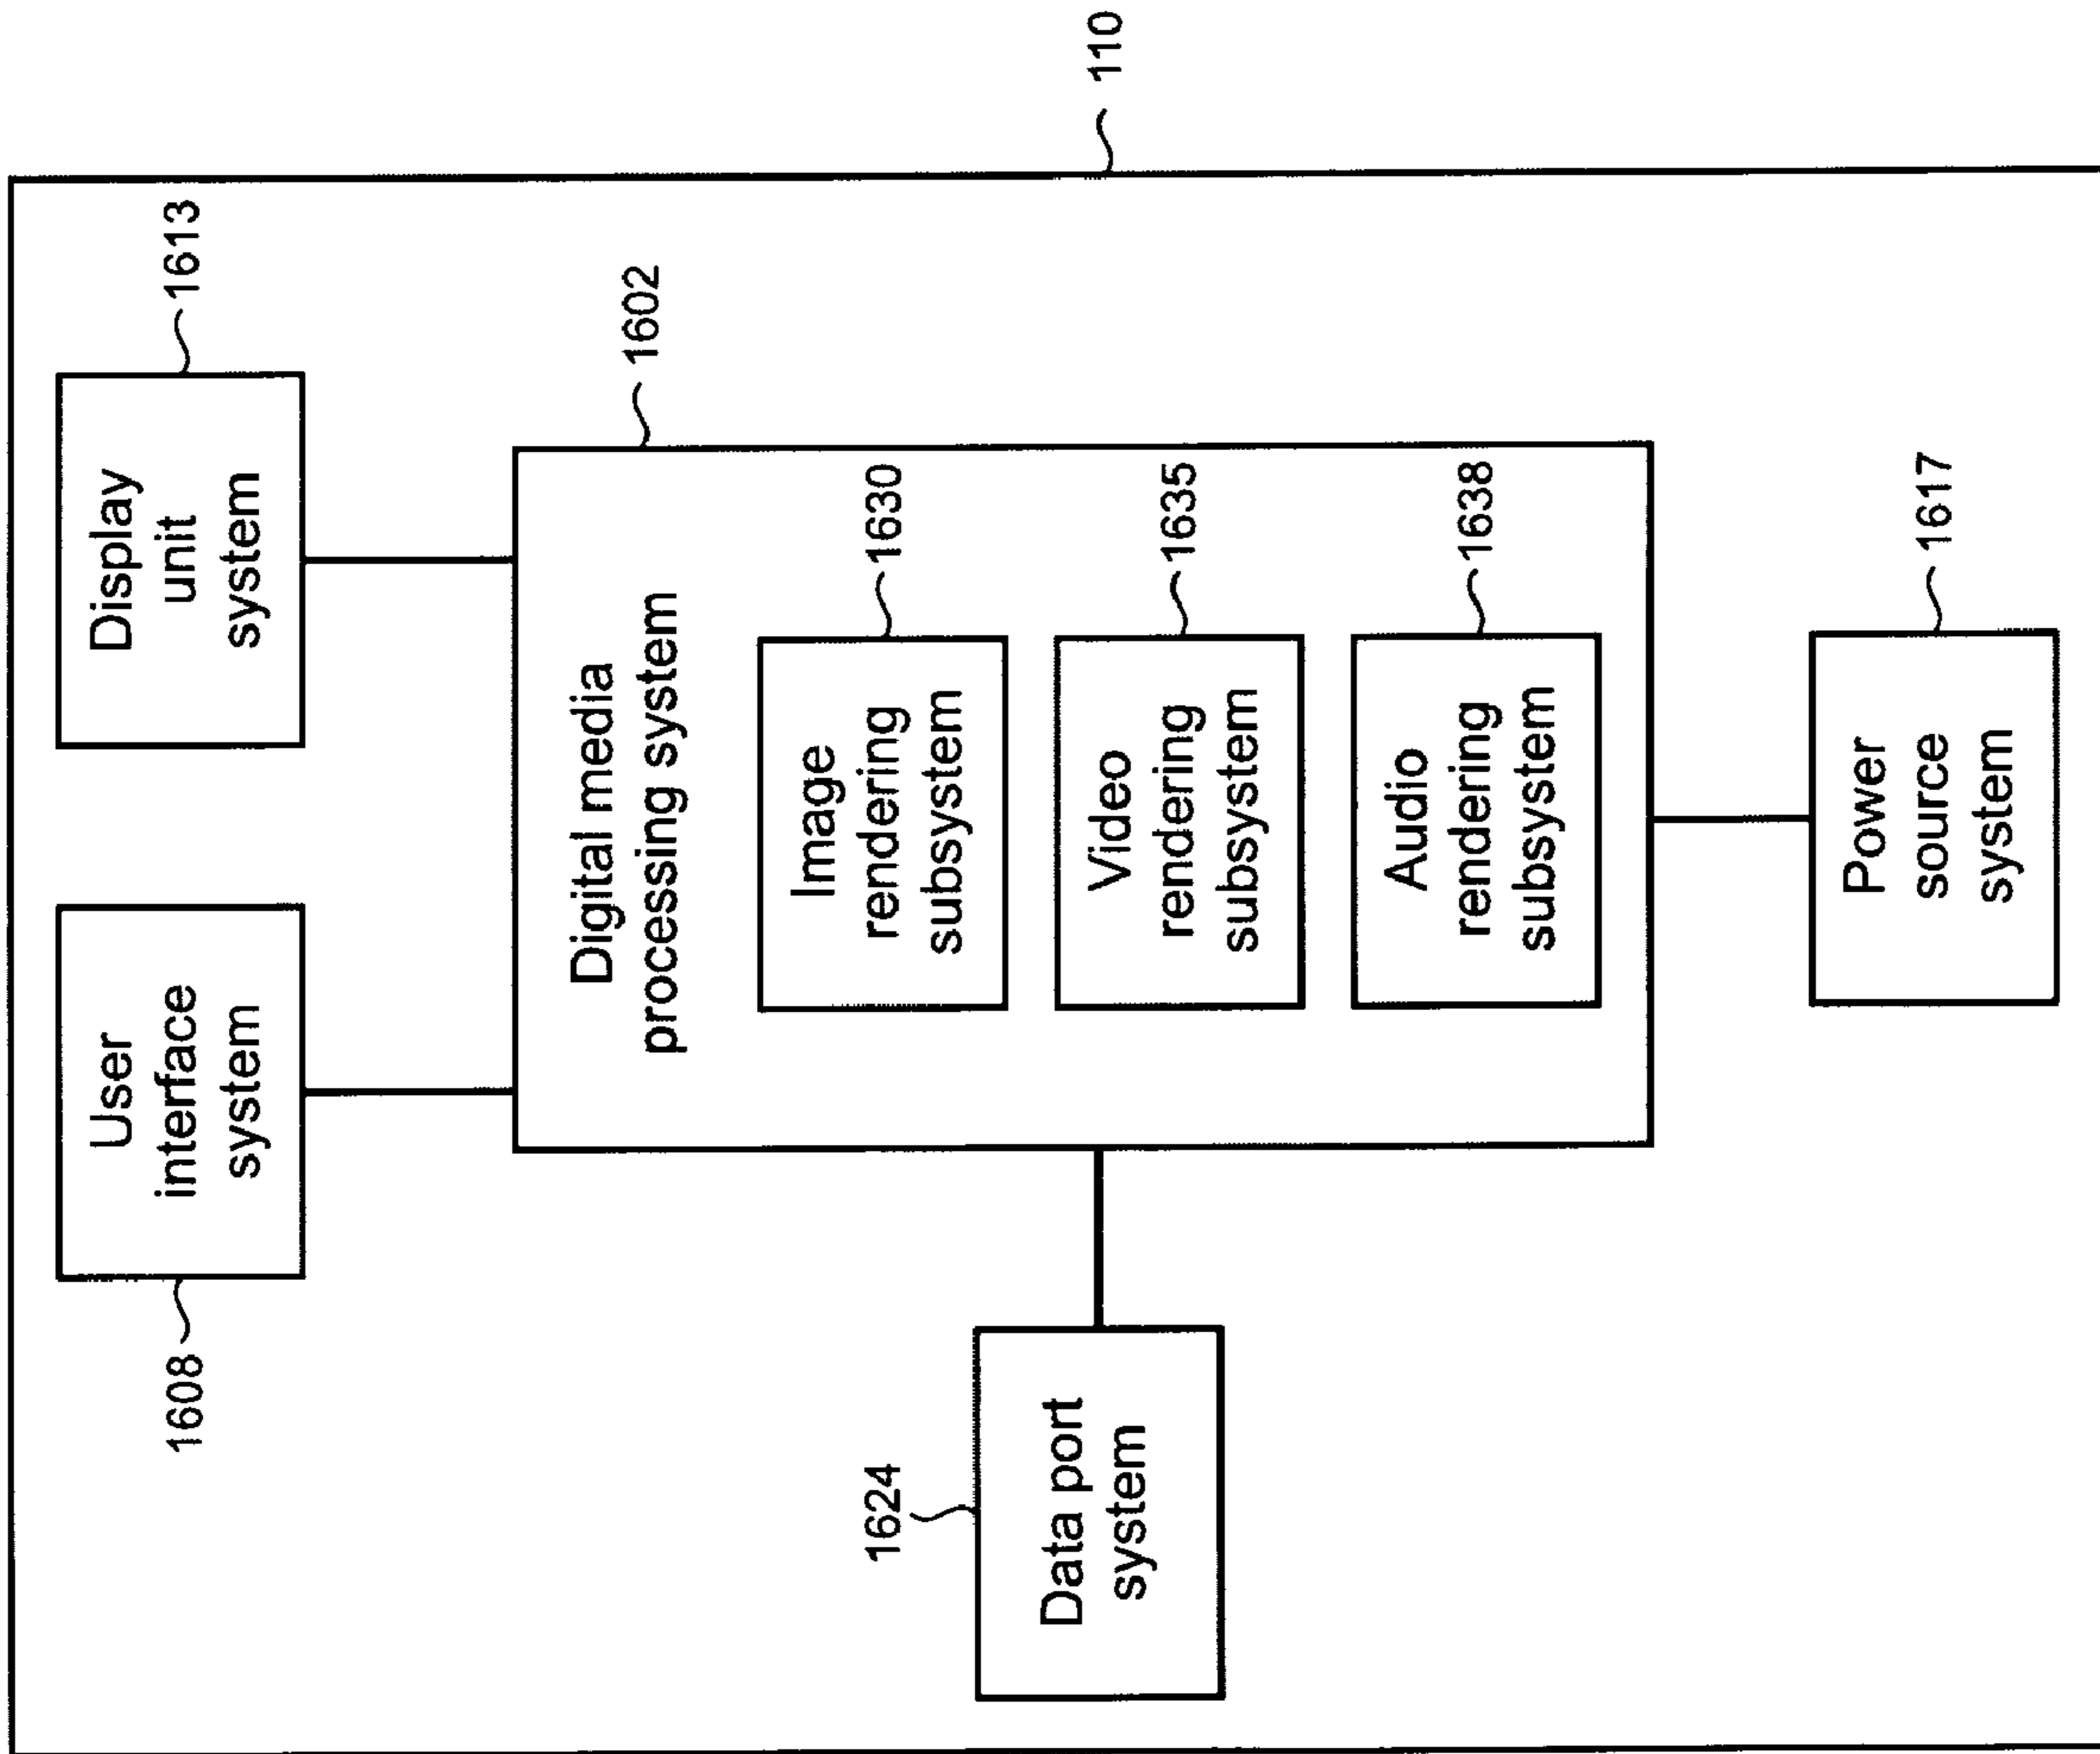 110
User
interface
system
1608
Display
unit
system
1613
1602
Digital media
processing system
Image
rendering
subsystem
1630
Video
rendering
subsystem
1635
Audio
rendering
subsystem
1638
1624
Data port
system
Power
source
system
1617